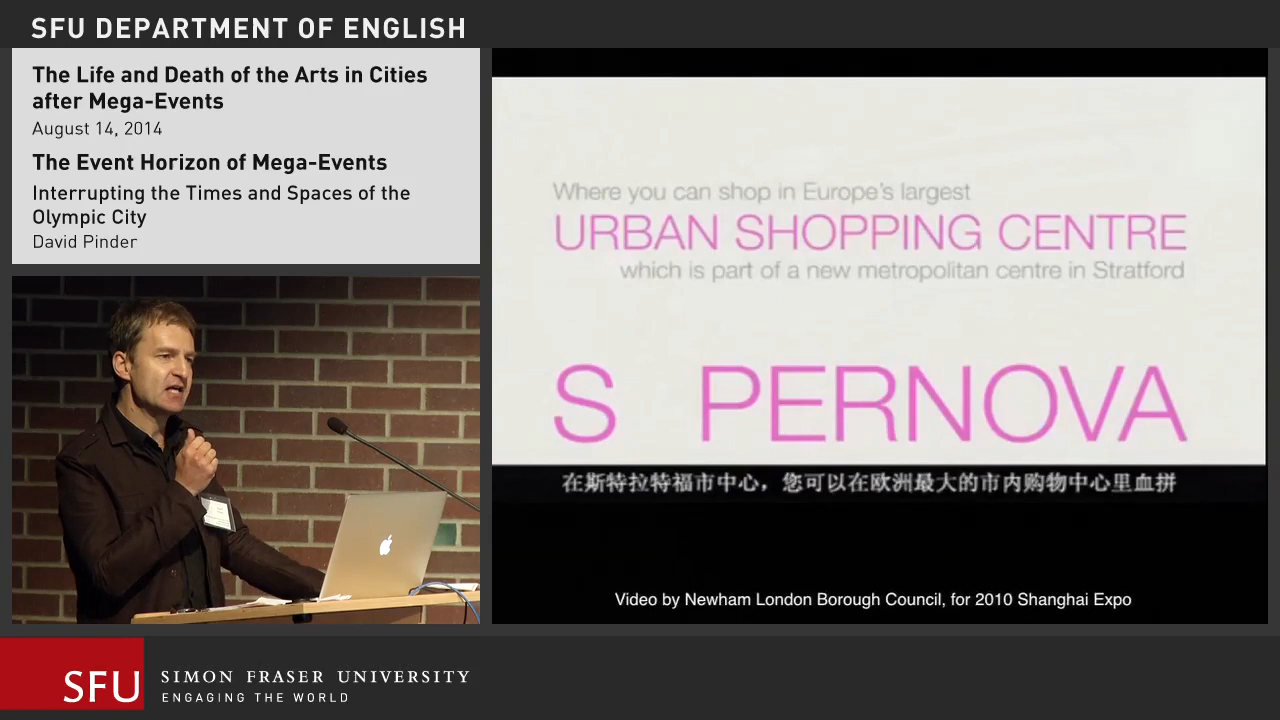 SFU DEPARTMENT OF ENGLISH
The Life and Death of the Arts in Cities
after Mega-Events
August 14, 2014
The Event Horizon of Mega-Events
Interrupting the Times and Spaces of the
Olympic City
David Pinder
Where you can shop in Europe's largest
URBAN SHOPPING CENTRE
which is part of a new metropolitan centre in Stratford
S PERNOVA
在斯特拉特福市中心，您可以在欧洲最大的市内购物中心里血拼
Video by Newham London Borough Council, for 2010 Shanghai Expo
SFU
SIMON FRASER UNIVERSITY
ENGAGING THE WORLD